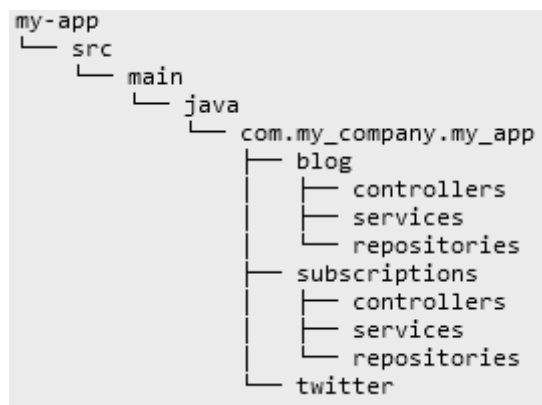 my-app
└── src
    └── main
        └── java
            └── com.my_company.my_app
                ├── blog
                │   ├── controllers
                │   ├── services
                │   └── repositories
                ├── subscriptions
                │   ├── controllers
                │   ├── services
                │   └── repositories
                └── twitter